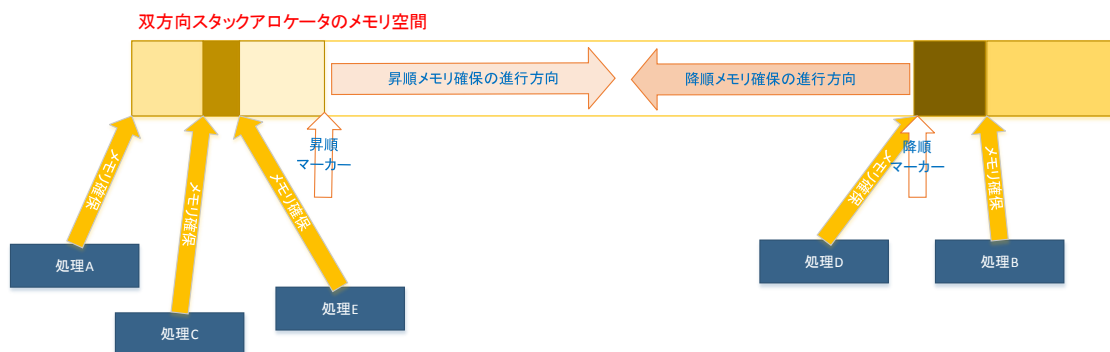 双方向スタックアロケータのメモリ空間
昇順メモリ確保の進行方向
降順メモリ確保の進行方向
昇順
マーカー
降順
マーカー
メモリ確保
メモリ確保
メモリ確保
メモリ確保
メモリ確保
処理A
処理C
処理E
処理D
処理B